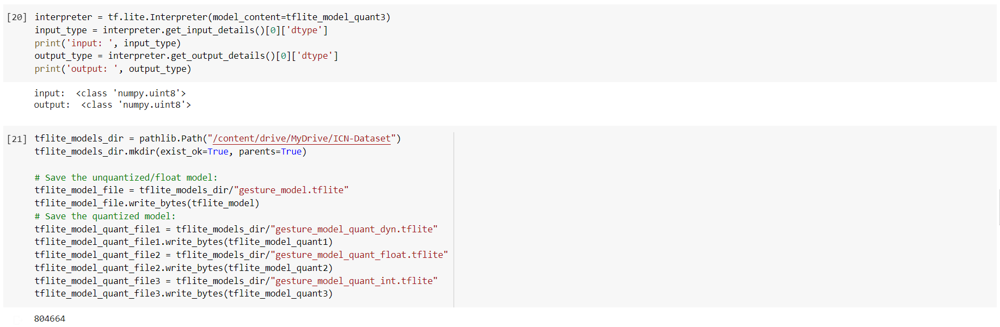 [20] interpreter = tf.lite.Interpreter(model_content=tflite_model_quant3)
input_type = interpreter.get_input_details()[0]['dtype']
print('input: ', input_type)
output_type = interpreter.get_output_details()[0]['dtype']
print('output: ', output_type)
input:  <class 'numpy.uint8'>
output:  <class 'numpy.uint8'>
[21] tflite_models_dir = pathlib.Path("/content/drive/MyDrive/ICN-Dataset")
tflite_models_dir.mkdir(exist_ok=True, parents=True)
# Save the unquantized/float model:
tflite_model_file = tflite_models_dir/"gesture_model.tflite"
tflite_model_file.write_bytes(tflite_model)
# Save the quantized model:
tflite_model_quant_file1 = tflite_models_dir/"gesture_model_quant_dyn.tflite"
tflite_model_quant_file1.write_bytes(tflite_model_quant1)
tflite_model_quant_file2 = tflite_models_dir/"gesture_model_quant_float.tflite"
tflite_model_quant_file2.write_bytes(tflite_model_quant2)
tflite_model_quant_file3 = tflite_models_dir/"gesture_model_quant_int.tflite"
tflite_model_quant_file3.write_bytes(tflite_model_quant3)
804664